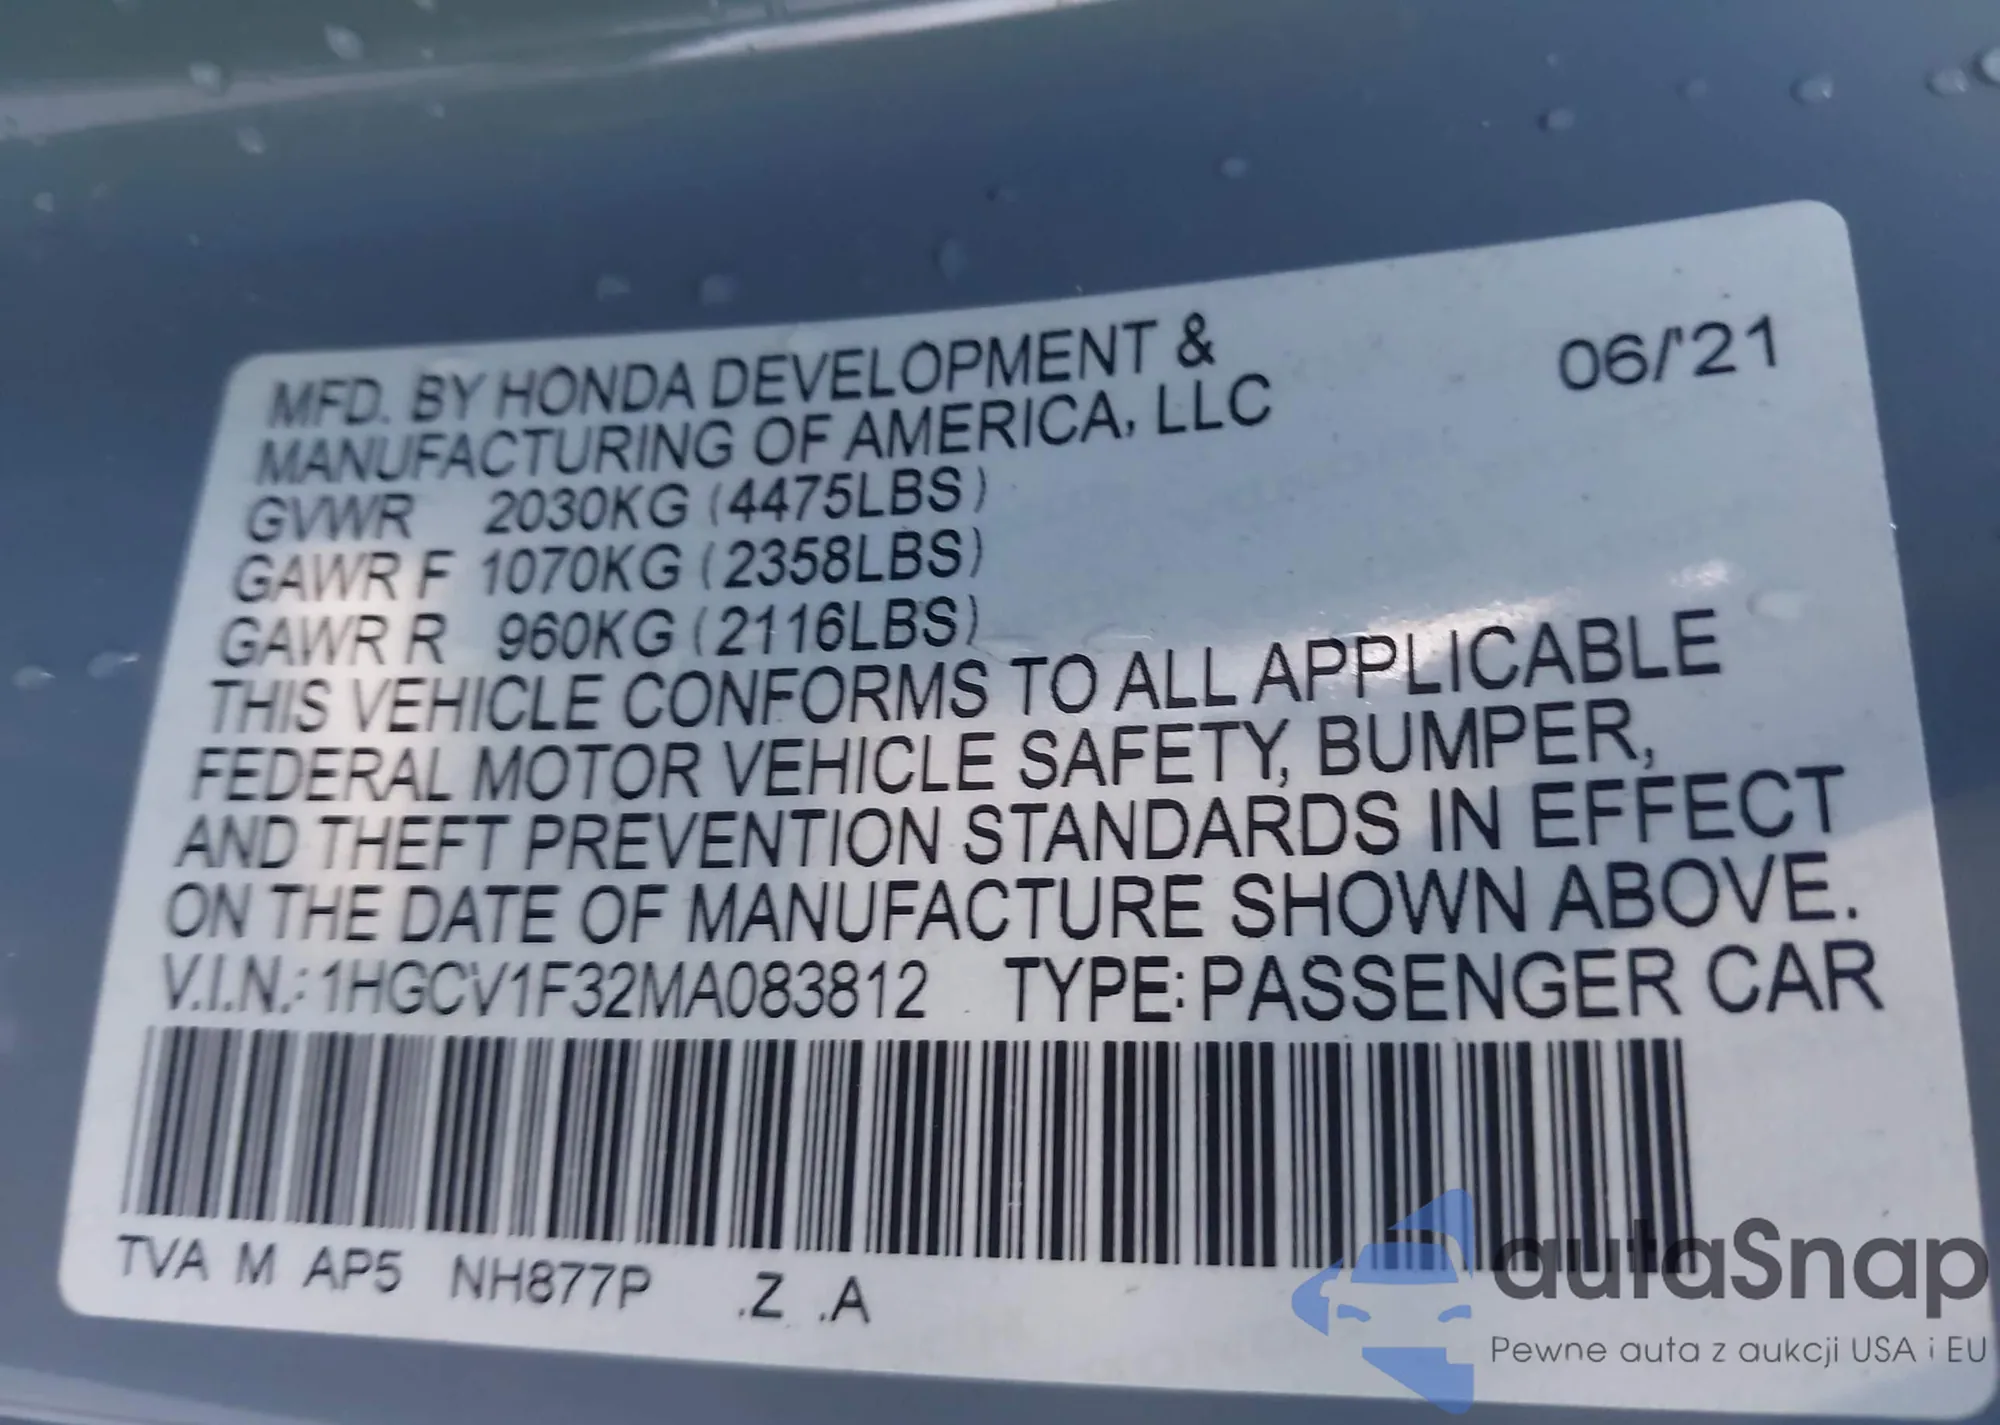 MFD. BY HONDA DEVELOPMENT &
MANUFACTURING OF AMERICA, LLC
06/'21
GVWR 2030KG (4475LBS)
GAWR F 1070KG (2358LBS)
GAWR R 960KG (2116LBS)
THIS VEHICLE CONFORMS TO ALL APPLICABLE
FEDERAL MOTOR VEHICLE SAFETY, BUMPER,
AND THEFT PREVENTION STANDARDS IN EFFECT
ON THE DATE OF MANUFACTURE SHOWN ABOVE.
V.I.N.: 1HGCV1F32MA083812 TYPE: PASSENGER CAR
TVA M AP5 NH877P .Z .A
autaSnap
Pewne auta z aukcji USA i EU